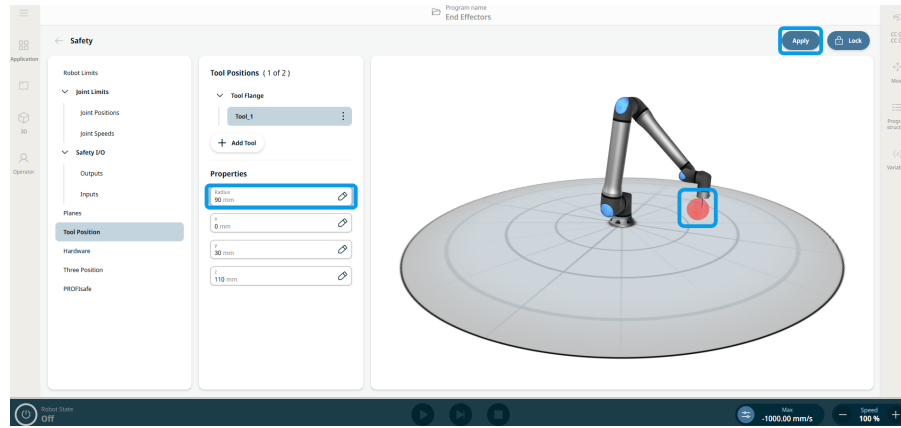 Program name
End Effectors
Application
3D
Operator
Safety
Apply
Lock
Robot Limits
Joint Limits
Joint Positions
Joint Speeds
Safety I/O
Outputs
Inputs
Planes
Tool Position
Hardware
Three Position
PROFIsafe
Tool Positions ( 1 of 2 )
Tool Flange
Tool_1
Add Tool
Properties
Radius
90 mm
x
0 mm
y
30 mm
z
110 mm
Robot State
Off
Max
-1000.00 mm/s
Speed
100 %